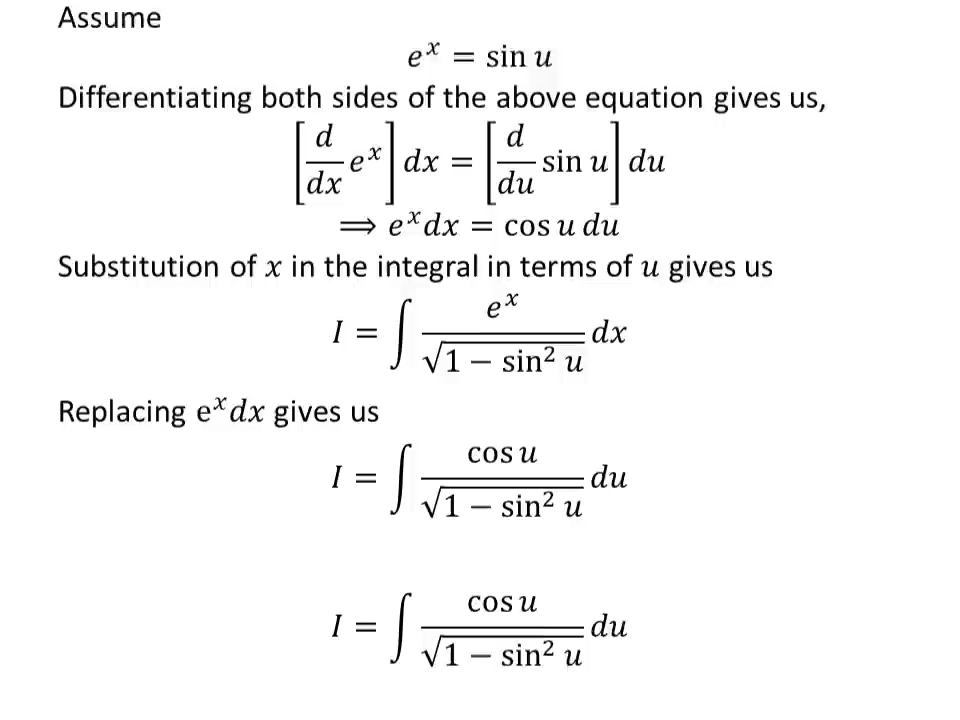 Assume
e^x = sin u
Differentiating both sides of the above equation gives us,
[d/dx e^x] dx = [d/du sin u] du
⟹ e^x dx = cos u du
Substitution of x in the integral in terms of u gives us
I = ∫ e^x / √(1 − sin² u) dx
Replacing e^x dx gives us
I = ∫ cos u / √(1 − sin² u) du
I = ∫ cos u / √(1 − sin² u) du